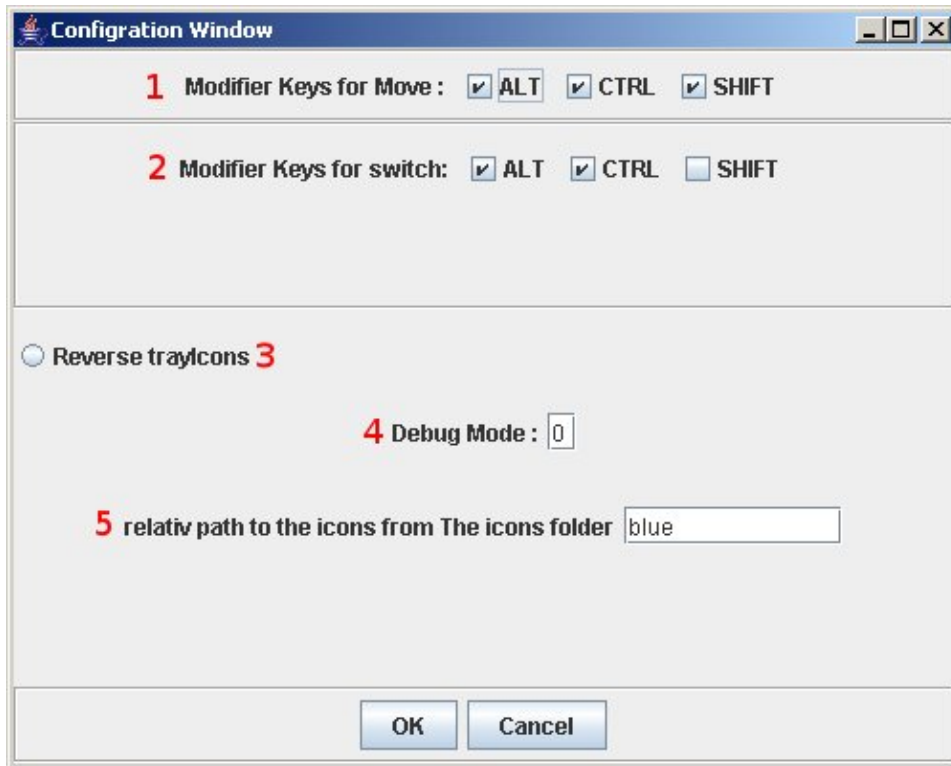 Configration Window
1 Modifier Keys for Move : ALT CTRL SHIFT
2 Modifier Keys for switch: ALT CTRL SHIFT
Reverse trayIcons 3
4 Debug Mode : 0
5 relativ path to the icons from The icons folder blue
OK Cancel